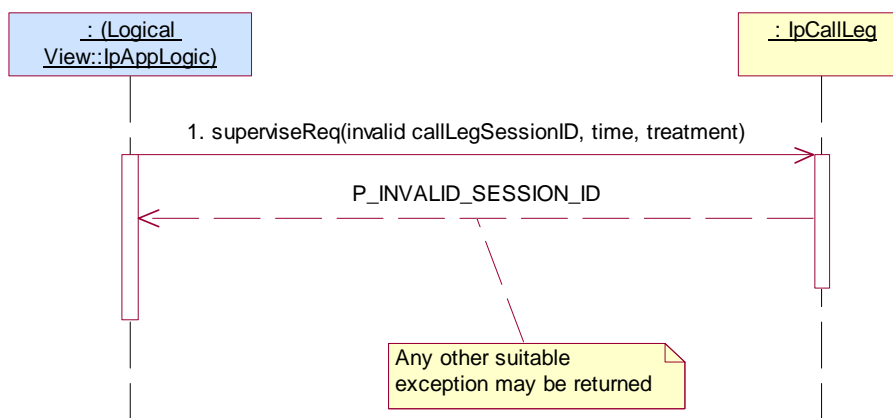 : (Logical
View::IpAppLogic)
: IpCallLeg
1. superviseReq(invalid callLegSessionID, time, treatment)
P_INVALID_SESSION_ID
Any other suitable
exception may be returned